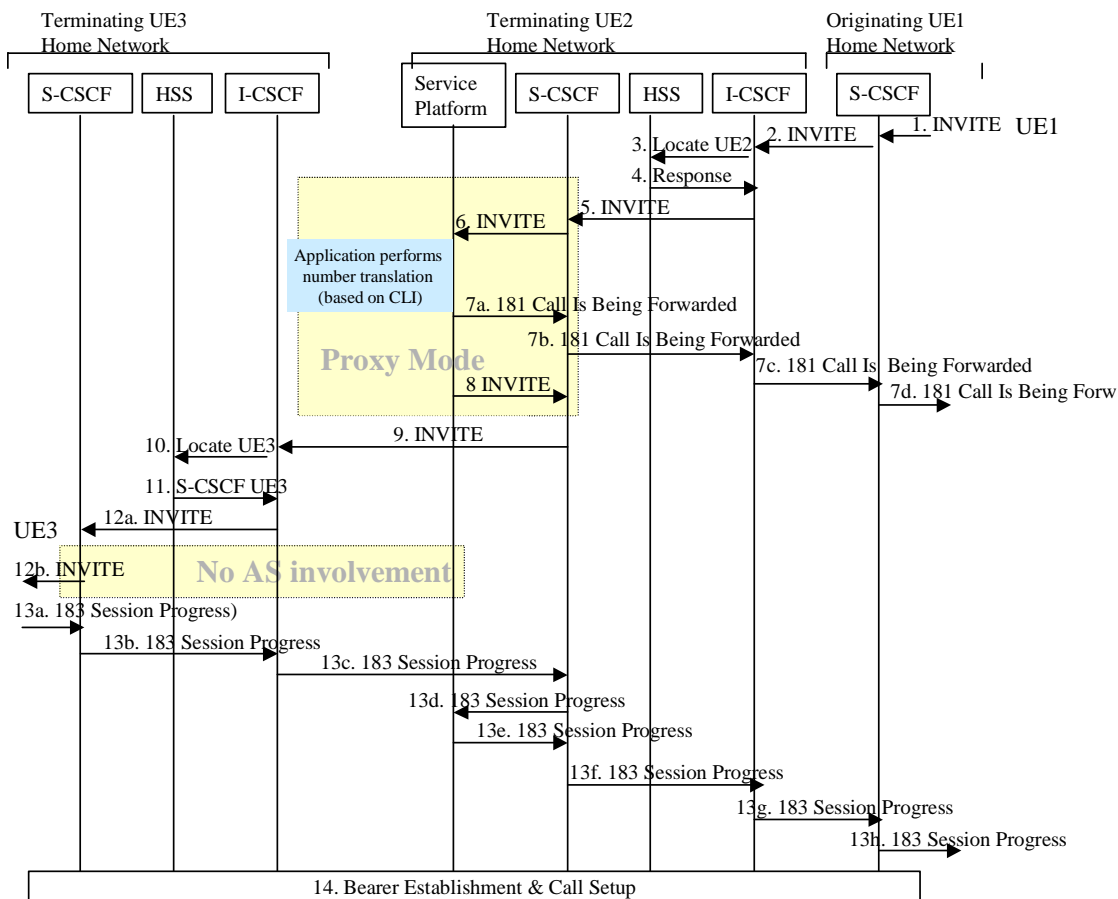 Terminating UE3
Home Network
Terminating UE2
Home Network
Originating UE1
Home Network
S-CSCF
HSS
I-CSCF
Service
Platform
S-CSCF
HSS
I-CSCF
S-CSCF
1. INVITE
UE1
2. INVITE
3. Locate UE2
4. Response
5. INVITE
6. INVITE
Application performs
number translation
(based on CLI)
7a. 181 Call Is Being Forwarded
7b. 181 Call Is Being Forwarded
Proxy Mode
7c. 181 Call Is Being Forwarded
8 INVITE
7d. 181 Call Is Being Forw
9. INVITE
10. Locate UE3
11. S-CSCF UE3
12a. INVITE
UE3
12b. INVITE
No AS involvement
13a. 183 Session Progress)
13b. 183 Session Progress
13c. 183 Session Progress
13d. 183 Session Progress
13e. 183 Session Progress
13f. 183 Session Progress
13g. 183 Session Progress
13h. 183 Session Progress
14. Bearer Establishment & Call Setup